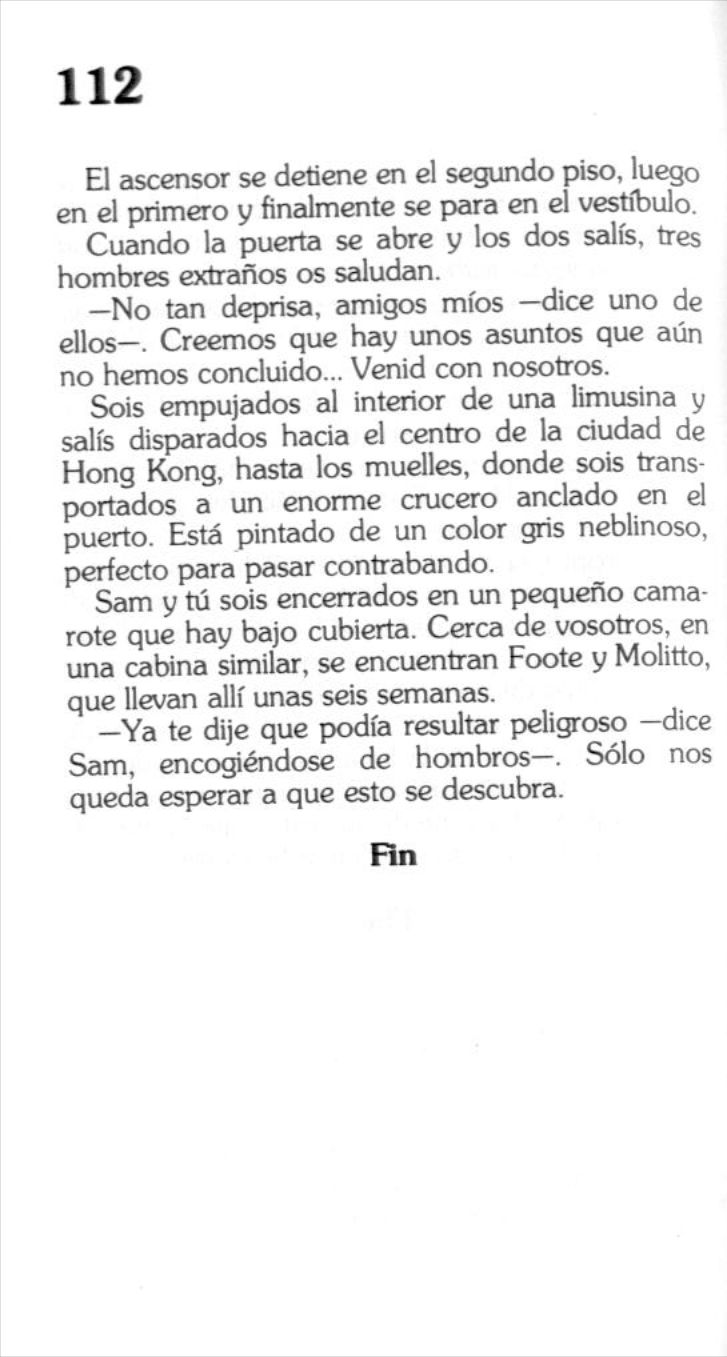 112
El ascensor se detiene en el segundo piso, luego
en el primero y finalmente se para en el vestíbulo.
Cuando la puerta se abre y los dos salís, tres
hombres extraños os saludan.
—No tan deprisa, amigos míos —dice uno de
ellos—. Creemos que hay unos asuntos que aún
no hemos concluido... Venid con nosotros.
Sois empujados al interior de una limusina y
salís disparados hacia el centro de la ciudad de
Hong Kong, hasta los muelles, donde sois trans-
portados a un enorme crucero anclado en el
puerto. Está pintado de un color gris neblinoso,
perfecto para pasar contrabando.
Sam y tú sois encerrados en un pequeño cama-
rote que hay bajo cubierta. Cerca de vosotros, en
una cabina similar, se encuentran Foote y Molitto,
que llevan allí unas seis semanas.
—Ya te dije que podía resultar peligroso —dice
Sam, encogiéndose de hombros—. Sólo nos
queda esperar a que esto se descubra.
Fin